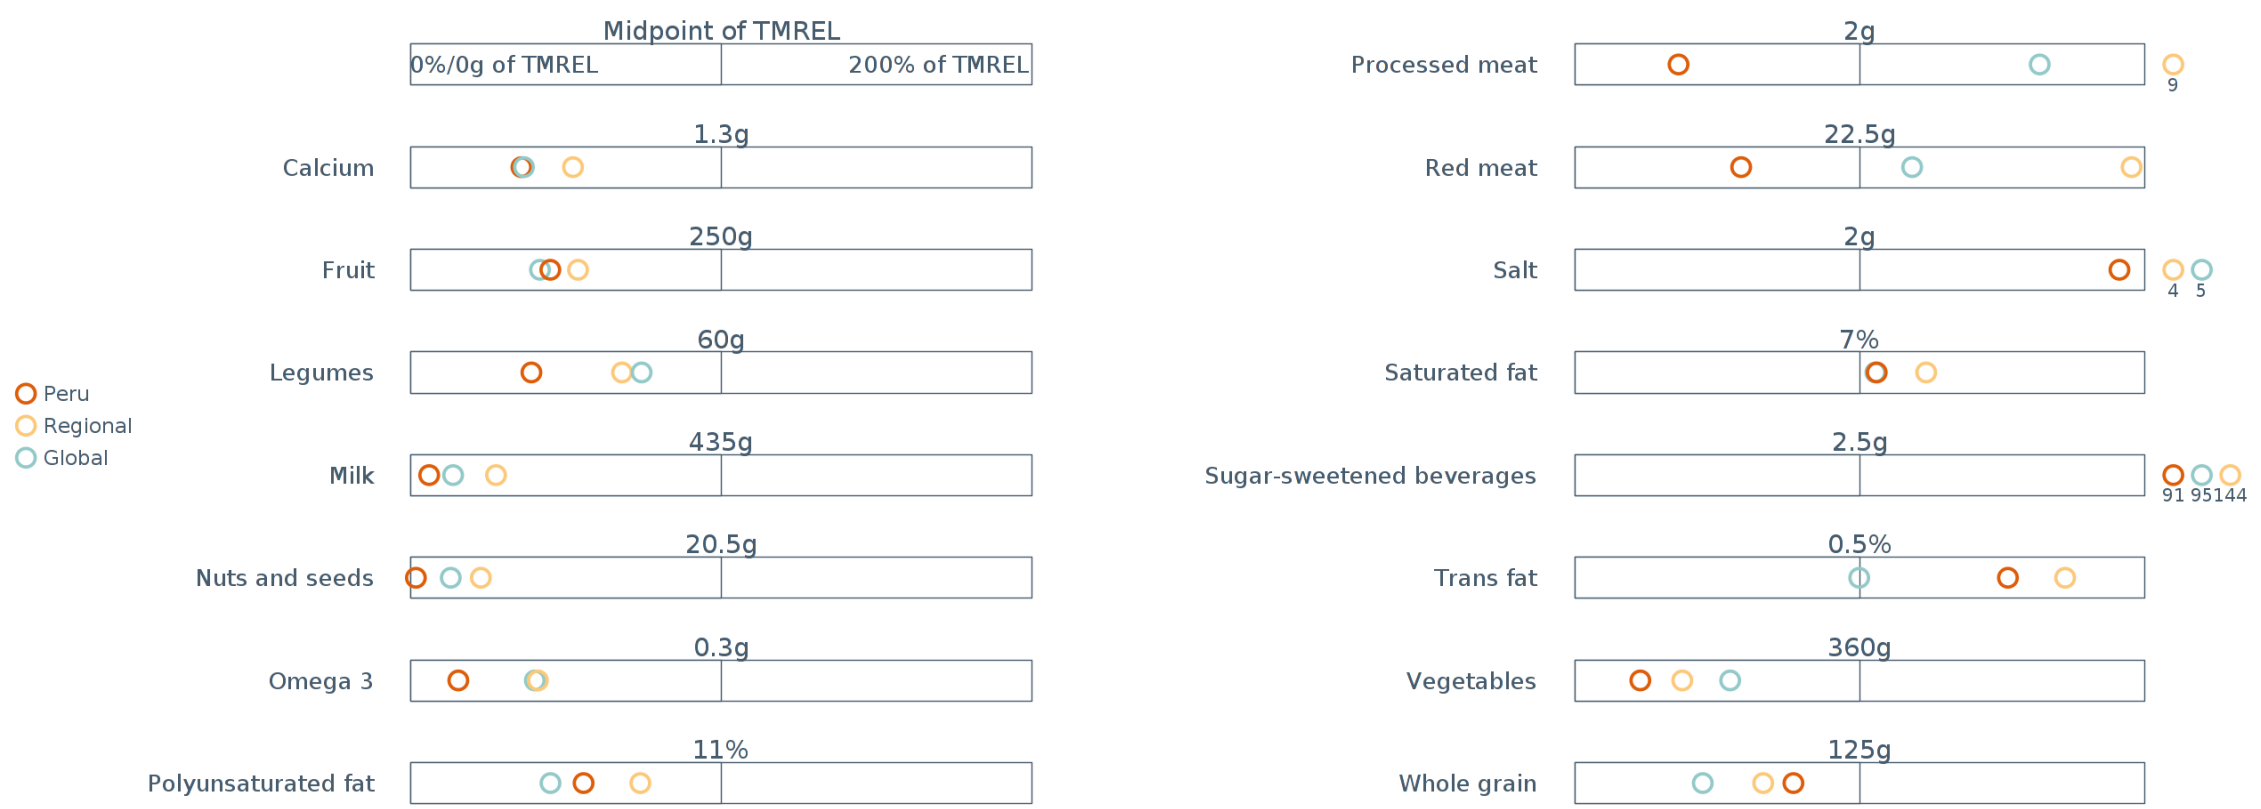 Midpoint of TMREL
0%/0g of TMREL
200% of TMREL
1.3g
Calcium
250g
Fruit
60g
Legumes
435g
Milk
20.5g
Nuts and seeds
0.3g
Omega 3
11%
Polyunsaturated fat
Peru
Regional
Global
2g
Processed meat
9
22.5g
Red meat
2g
Salt
4 5
7%
Saturated fat
2.5g
Sugar-sweetened beverages
91 95 144
0.5%
Trans fat
360g
Vegetables
125g
Whole grain